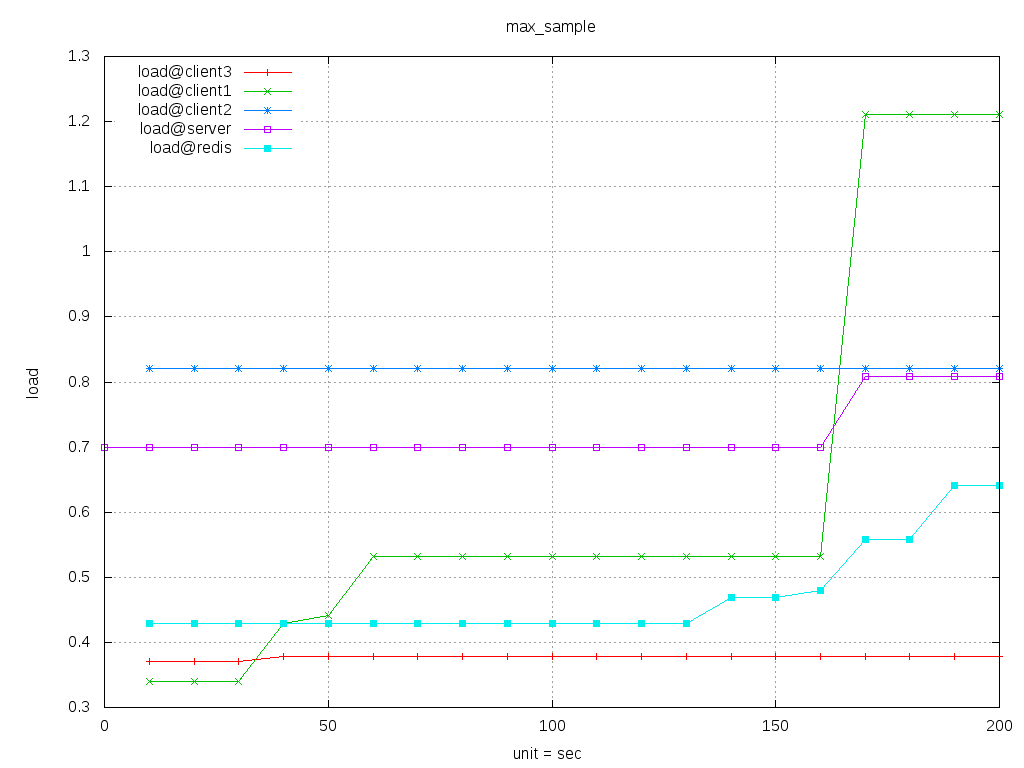 max_sample
load@client3
load@client1
load@client2
load@server
load@redis
1.3
1.2
1.1
1
0.9
0.8
0.7
0.6
0.5
0.4
0.3
load
0 50 100 150 200
unit = sec